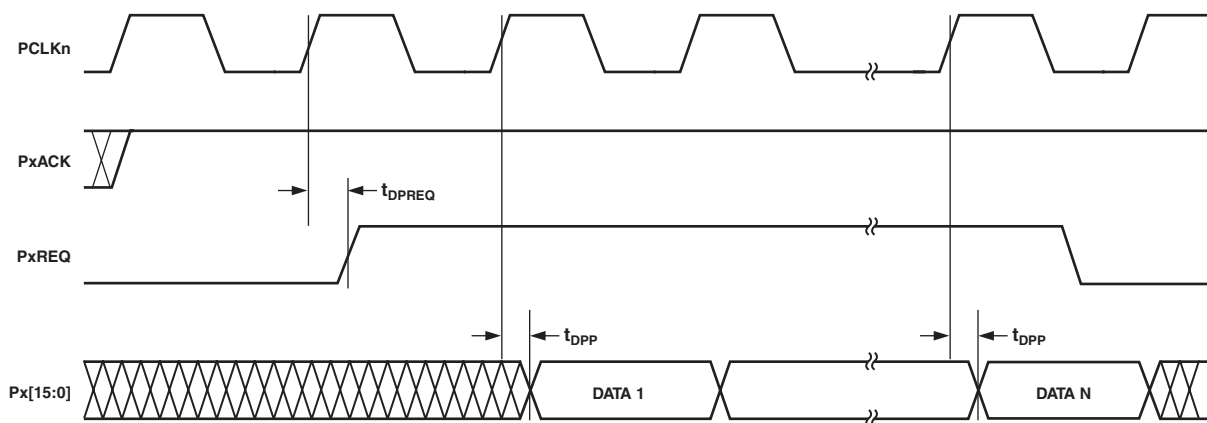 PCLKn
PxACK
tDPREQ
PxREQ
tDPP
tDPP
Px[15:0]
DATA 1
DATA N